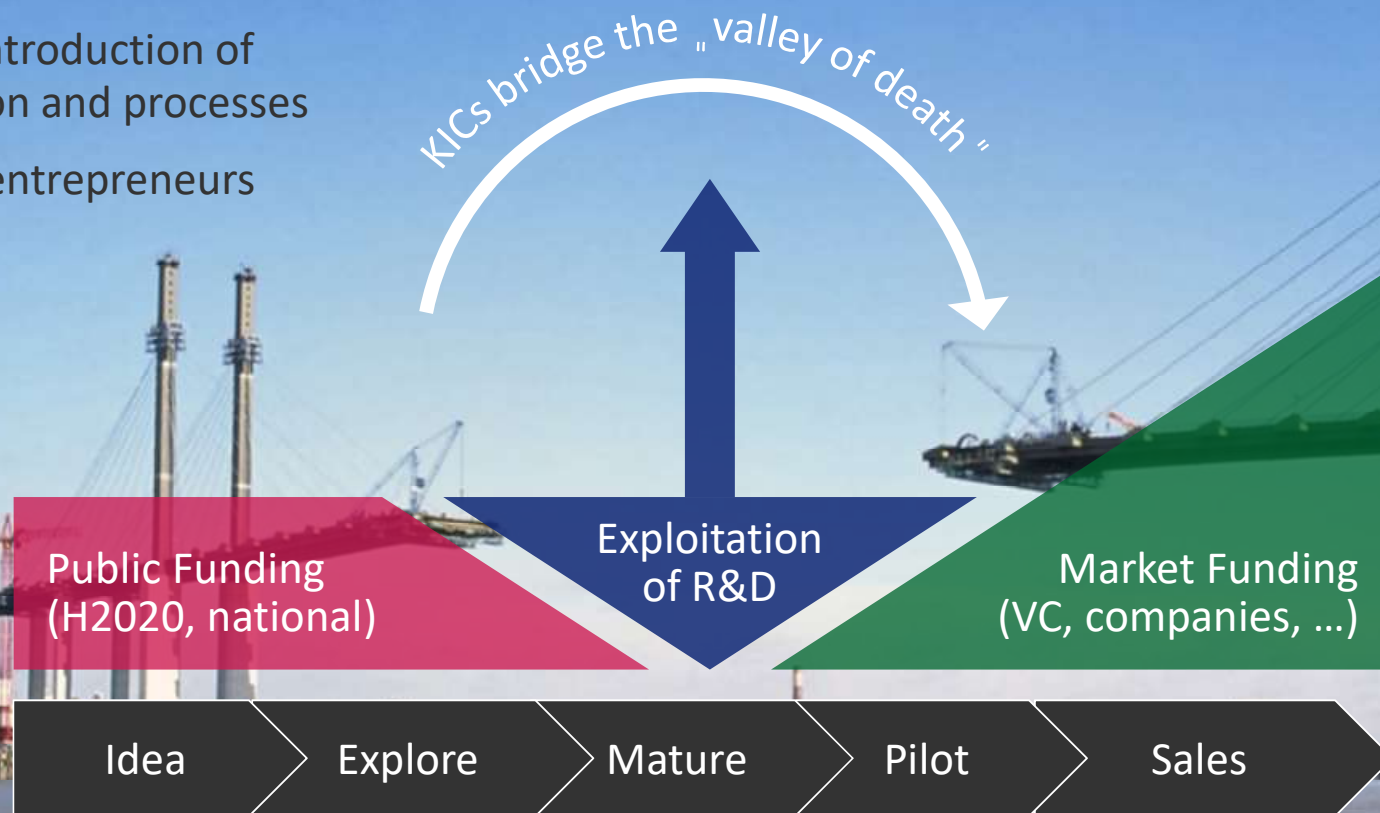 ntroduction of
on and processes
entrepreneurs
KICs bridge the „ valley of death “
Exploitation
of R&D
Public Funding
(H2020, national)
Market Funding
(VC, companies, ...)
Idea
Explore
Mature
Pilot
Sales